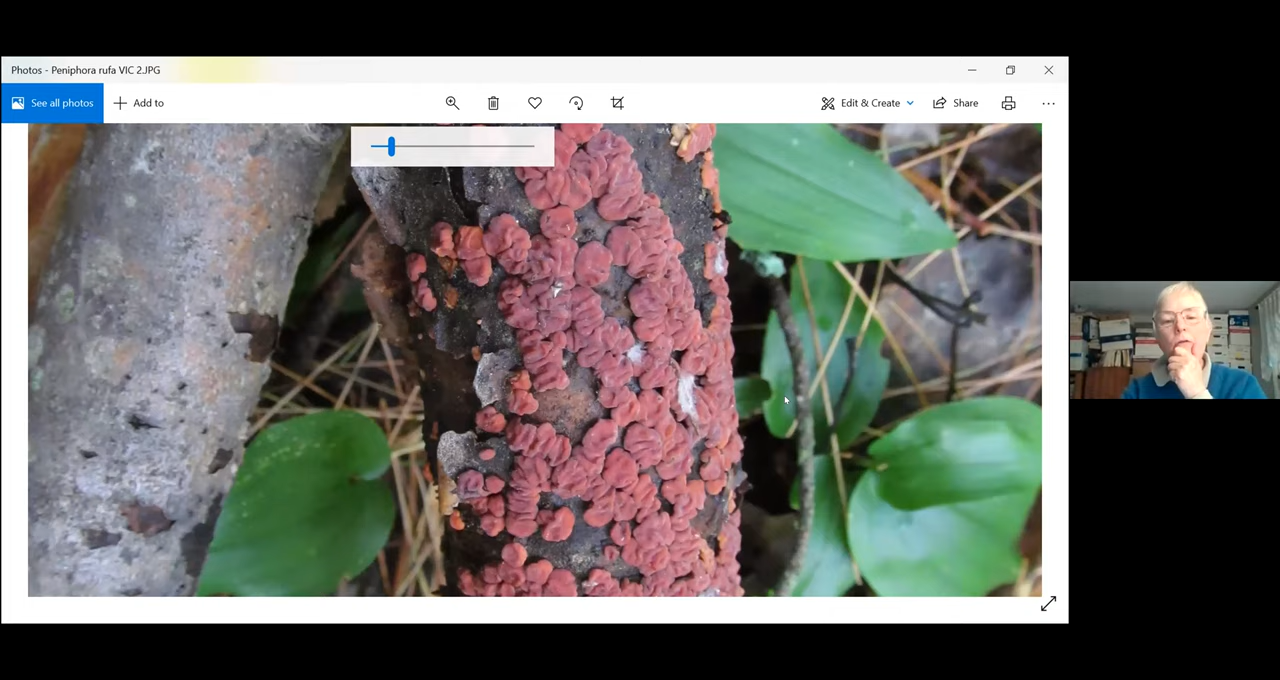 Photos - Peniphora rufa VIC 2.JPG
See all photos
Add to
Edit & Create
Share